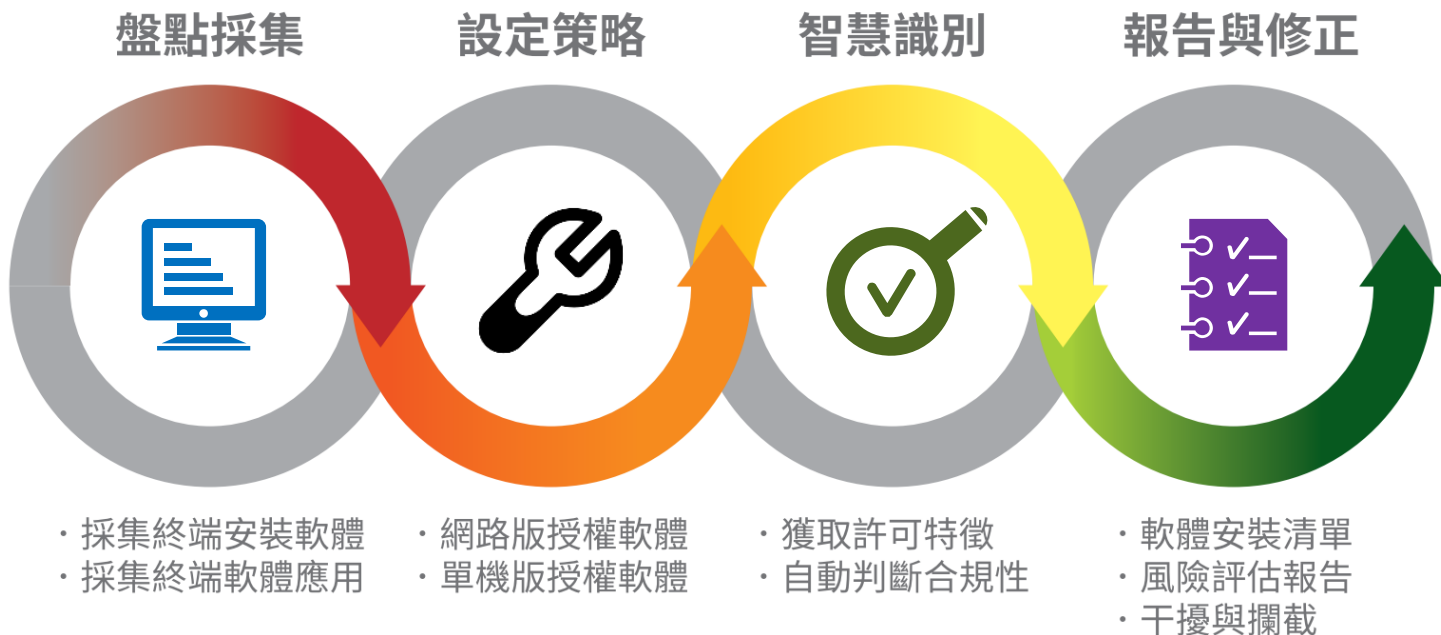 盤點採集
設定策略
智慧識別
報告與修正
・採集終端安裝軟體
・採集終端軟體應用
・網路版授權軟體
・單機版授權軟體
・獲取許可特徵
・自動判斷合規性
・軟體安裝清單
・風險評估報告
・干擾與攔截